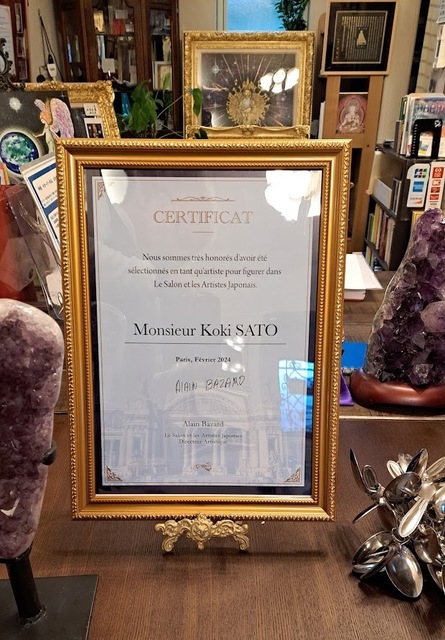 CERTIFICAT
Nous sommes très honorés d'avoir été
sélectionnés en tant qu'artiste pour figurer dans
Le Salon et les Artistes Japonais.
Monsieur Koki SATO
Paris, Février 2024
ALAIN BAZARD
Alain Bazard
Le Salon et les Artistes Japonais
Directeur Artistique